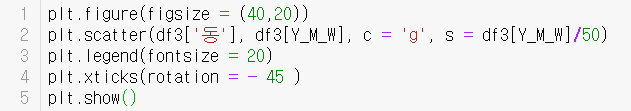 1 plt.figure(figsize = (40,20))
2 plt.scatter(df3['동'], df3[Y_M_W], c = 'g', s = df3[Y_M_W]/50)
3 plt.legend(fontsize = 20)
4 plt.xticks(rotation = - 45 )
5 plt.show()